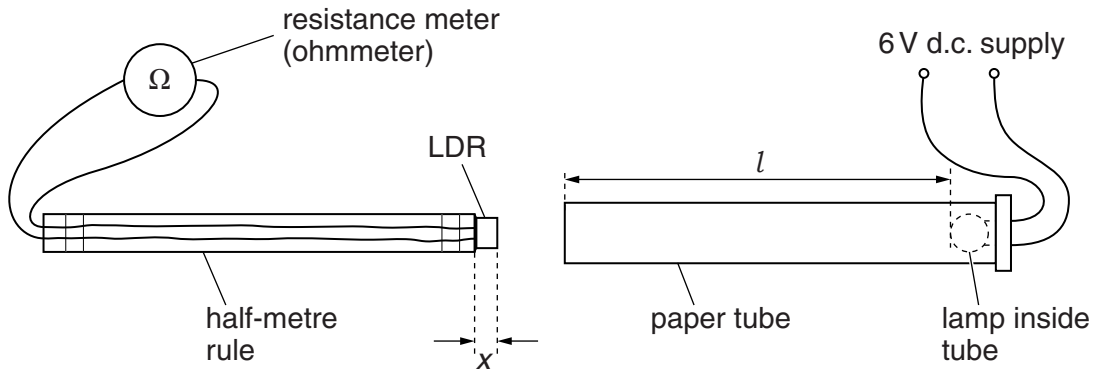 resistance meter
(ohmmeter)
Ω
6 V d.c. supply
LDR
l
half-metre
rule
x
paper tube
lamp inside
tube